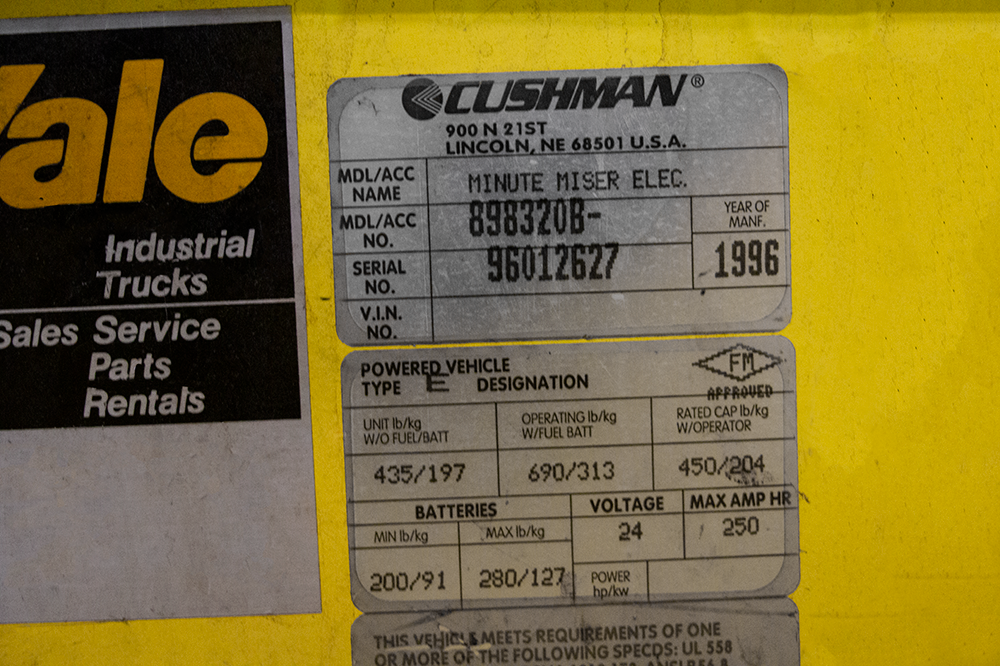 Yale
Industrial
Trucks
Sales Service
Parts
Rentals
CUSHMAN®
900 N 21ST
LINCOLN, NE 68501 U.S.A.
MDL/ACC
NAME
MINUTE MISER ELEC.
MDL/ACC
NO.
898320B-
YEAR OF
MANF.
SERIAL
NO.
96012627
1996
V.I.N.
NO.
POWERED VEHICLE
TYPE E DESIGNATION
FM
APPROVED
UNIT lb/kg
W/O FUEL/BATT
OPERATING lb/kg
W/FUEL BATT
RATED CAP lb/kg
W/OPERATOR
435/197
690/313
450/204
BATTERIES
VOLTAGE
MAX AMP HR
MIN lb/kg
MAX lb/kg
24
250
200/91
280/127
POWER
hp/kw
THIS VEHICLE MEETS REQUIREMENTS OF ONE
OR MORE OF THE FOLLOWING SPECDS: UL 558